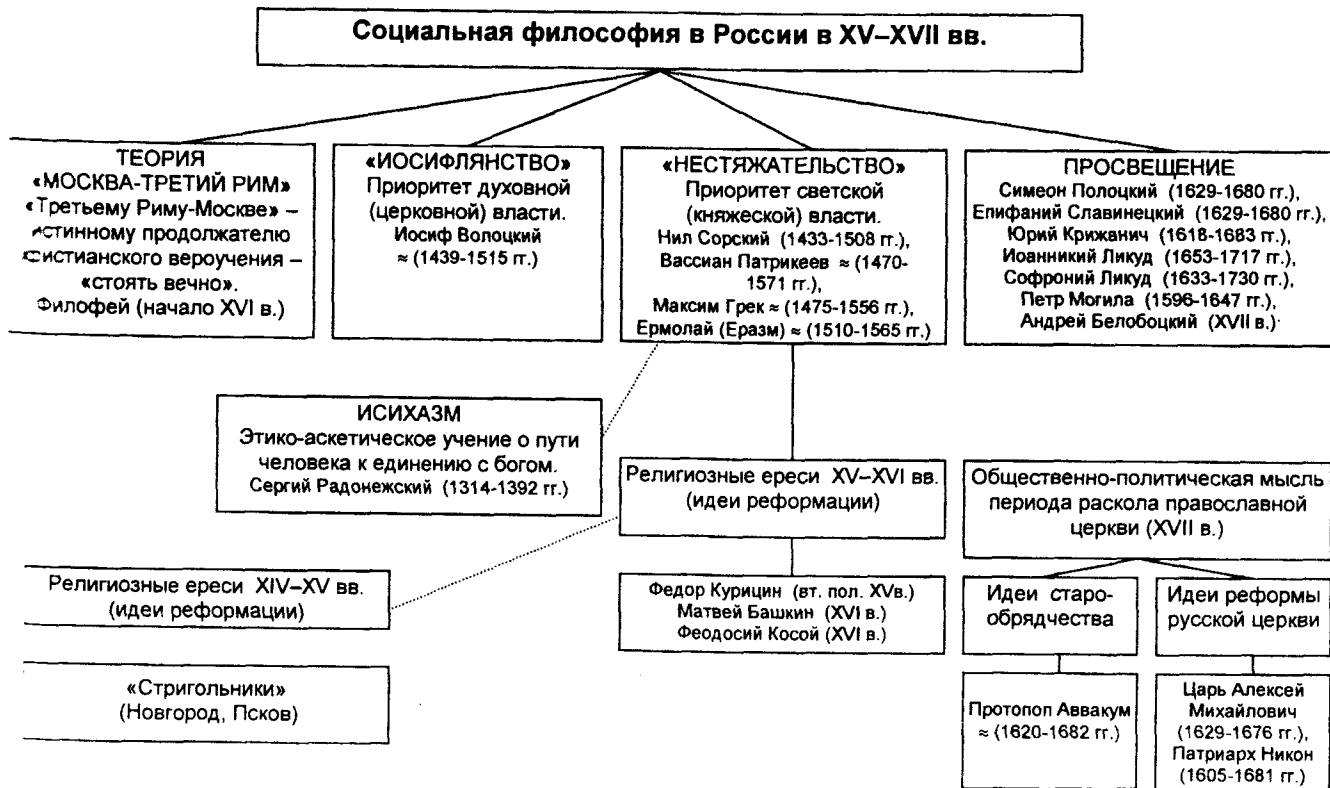 Социальная философия в России в XV–XVII вв.
ТЕОРИЯ
«МОСКВА-ТРЕТИЙ РИМ»
«Третьему Риму-Москве» –
истинному продолжателю
христианского вероучения –
«стоять вечно».
Филофей (начало XVI в.)
«ИОСИФЛЯНСТВО»
Приоритет духовной
(церковной) власти.
Иосиф Волоцкий
≈ (1439-1515 гг.)
«НЕСТЯЖАТЕЛЬСТВО»
Приоритет светской
(княжеской) власти.
Нил Сорский (1433-1508 гг.),
Вассиан Патрикеев ≈ (1470-
1571 гг.),
Максим Грек ≈ (1475-1556 гг.),
Ермолай (Еразм) ≈ (1510-1565 гг.)
ПРОСВЕЩЕНИЕ
Симеон Полоцкий (1629-1680 гг.),
Епифаний Славинецкий (1629-1680 гг.),
Юрий Крижанич (1618-1683 гг.),
Иоанникий Ликуд (1653-1717 гг.),
Софроний Ликуд (1633-1730 гг.),
Петр Могила (1596-1647 гг.),
Андрей Белобоцкий (XVII в.)
ИСИХАЗМ
Этико-аскетическое учение о пути
человека к единению с богом.
Сергий Радонежский (1314-1392 гг.)
Религиозные ереси XV–XVI вв.
(идеи реформации)
Общественно-политическая мысль
периода раскола православной
церкви (XVII в.)
Религиозные ереси XIV–XV вв.
(идеи реформации)
Федор Курицин (вт. пол. XVв.)
Матвей Башкин (XVI в.)
Феодосий Косой (XVI в.)
Идеи старо-
обрядчества
Идеи реформы
русской церкви
«Стригольники»
(Новгород, Псков)
Протопоп Аввакум
≈ (1620-1682 гг.)
Царь Алексей
Михайлович
(1629-1676 гг.),
Патриарх Никон
(1605-1681 гг.)